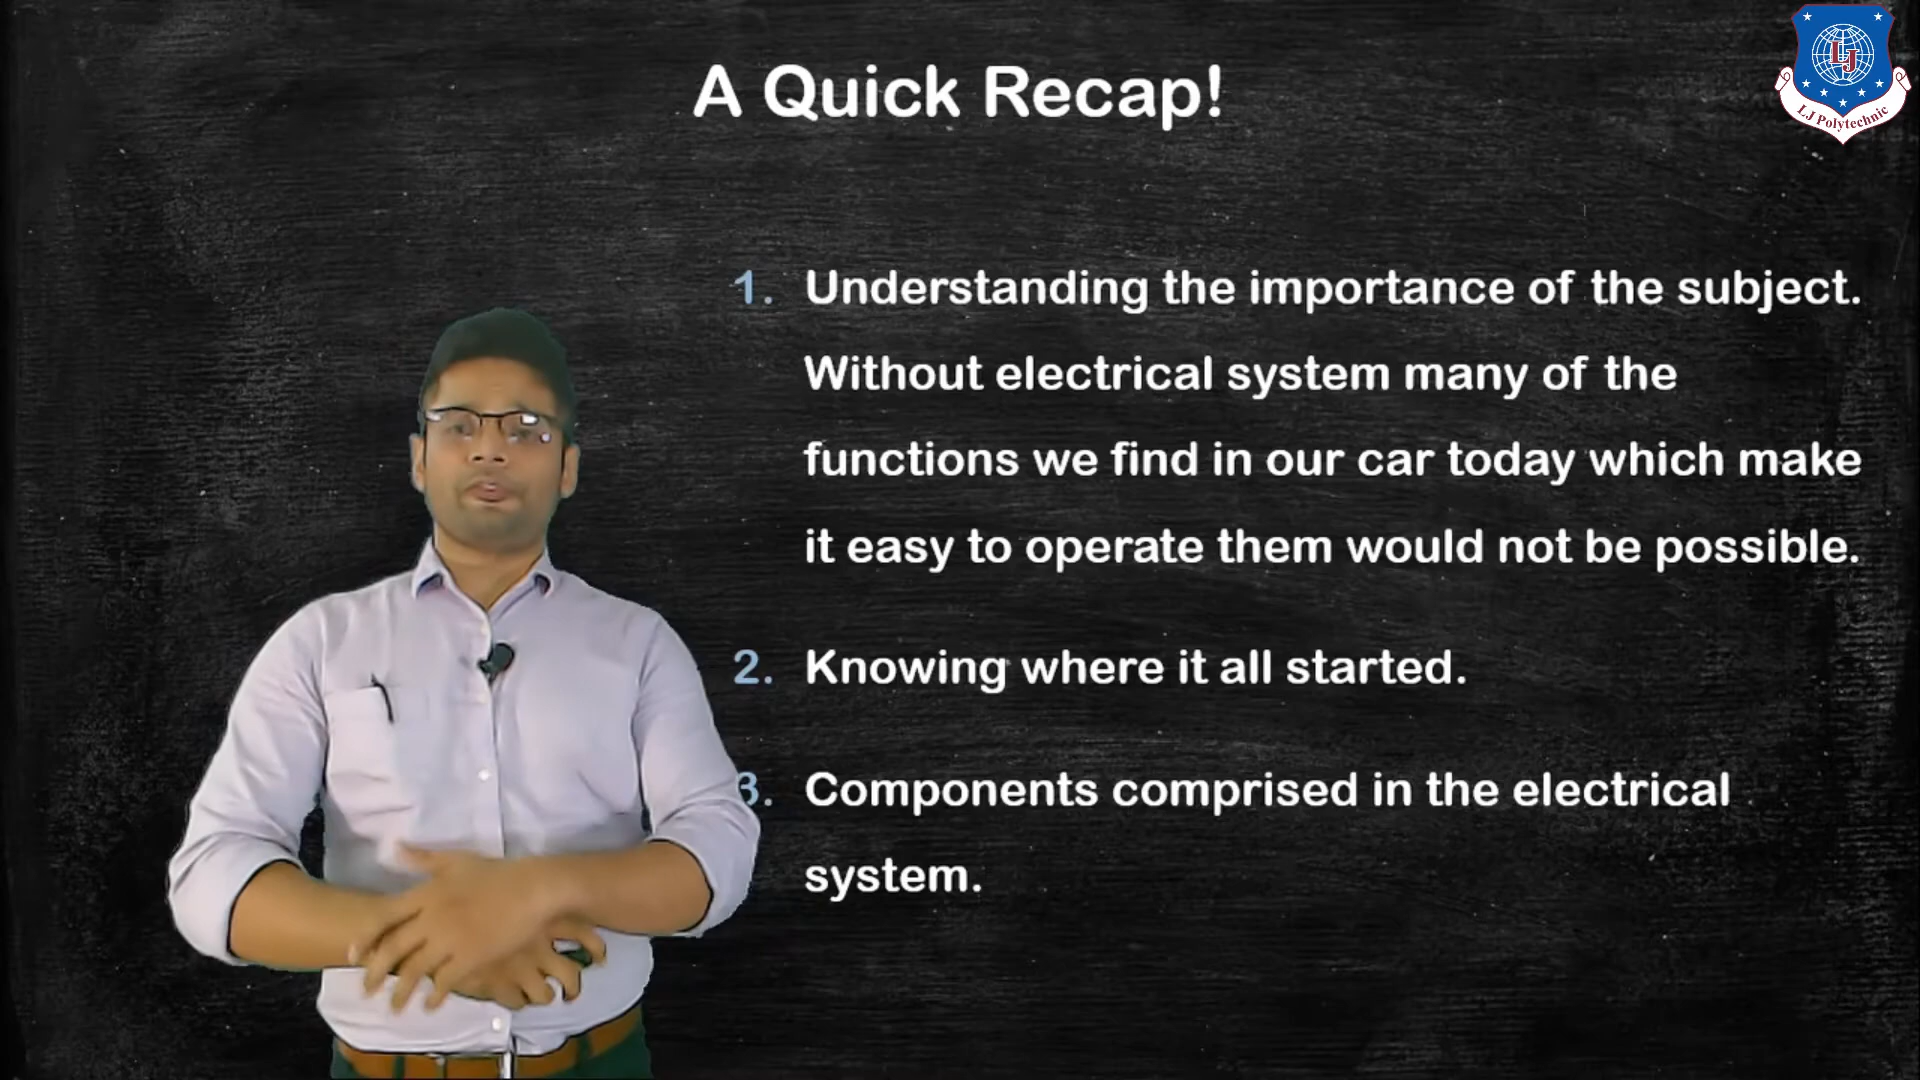 A Quick Recap!
LJ
LJ Polytechnic
1. Understanding the importance of the subject.
Without electrical system many of the
functions we find in our car today which make
it easy to operate them would not be possible.
2. Knowing where it all started.
3. Components comprised in the electrical
system.